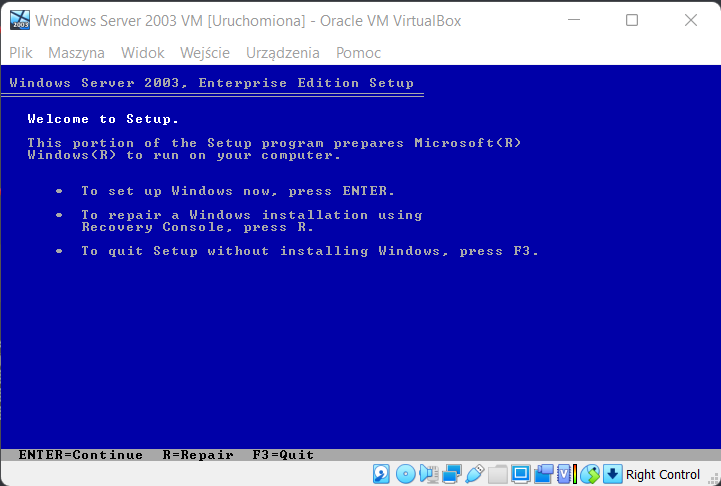 Windows Server 2003 VM [Uruchomiona] - Oracle VM VirtualBox
Plik Maszyna Widok Wejście Urządzenia Pomoc
Windows Server 2003, Enterprise Edition Setup
Welcome to Setup.
This portion of the Setup program prepares Microsoft(R)
Windows(R) to run on your computer.
• To set up Windows now, press ENTER.
• To repair a Windows installation using
Recovery Console, press R.
• To quit Setup without installing Windows, press F3.
ENTER=Continue R=Repair F3=Quit
Right Control